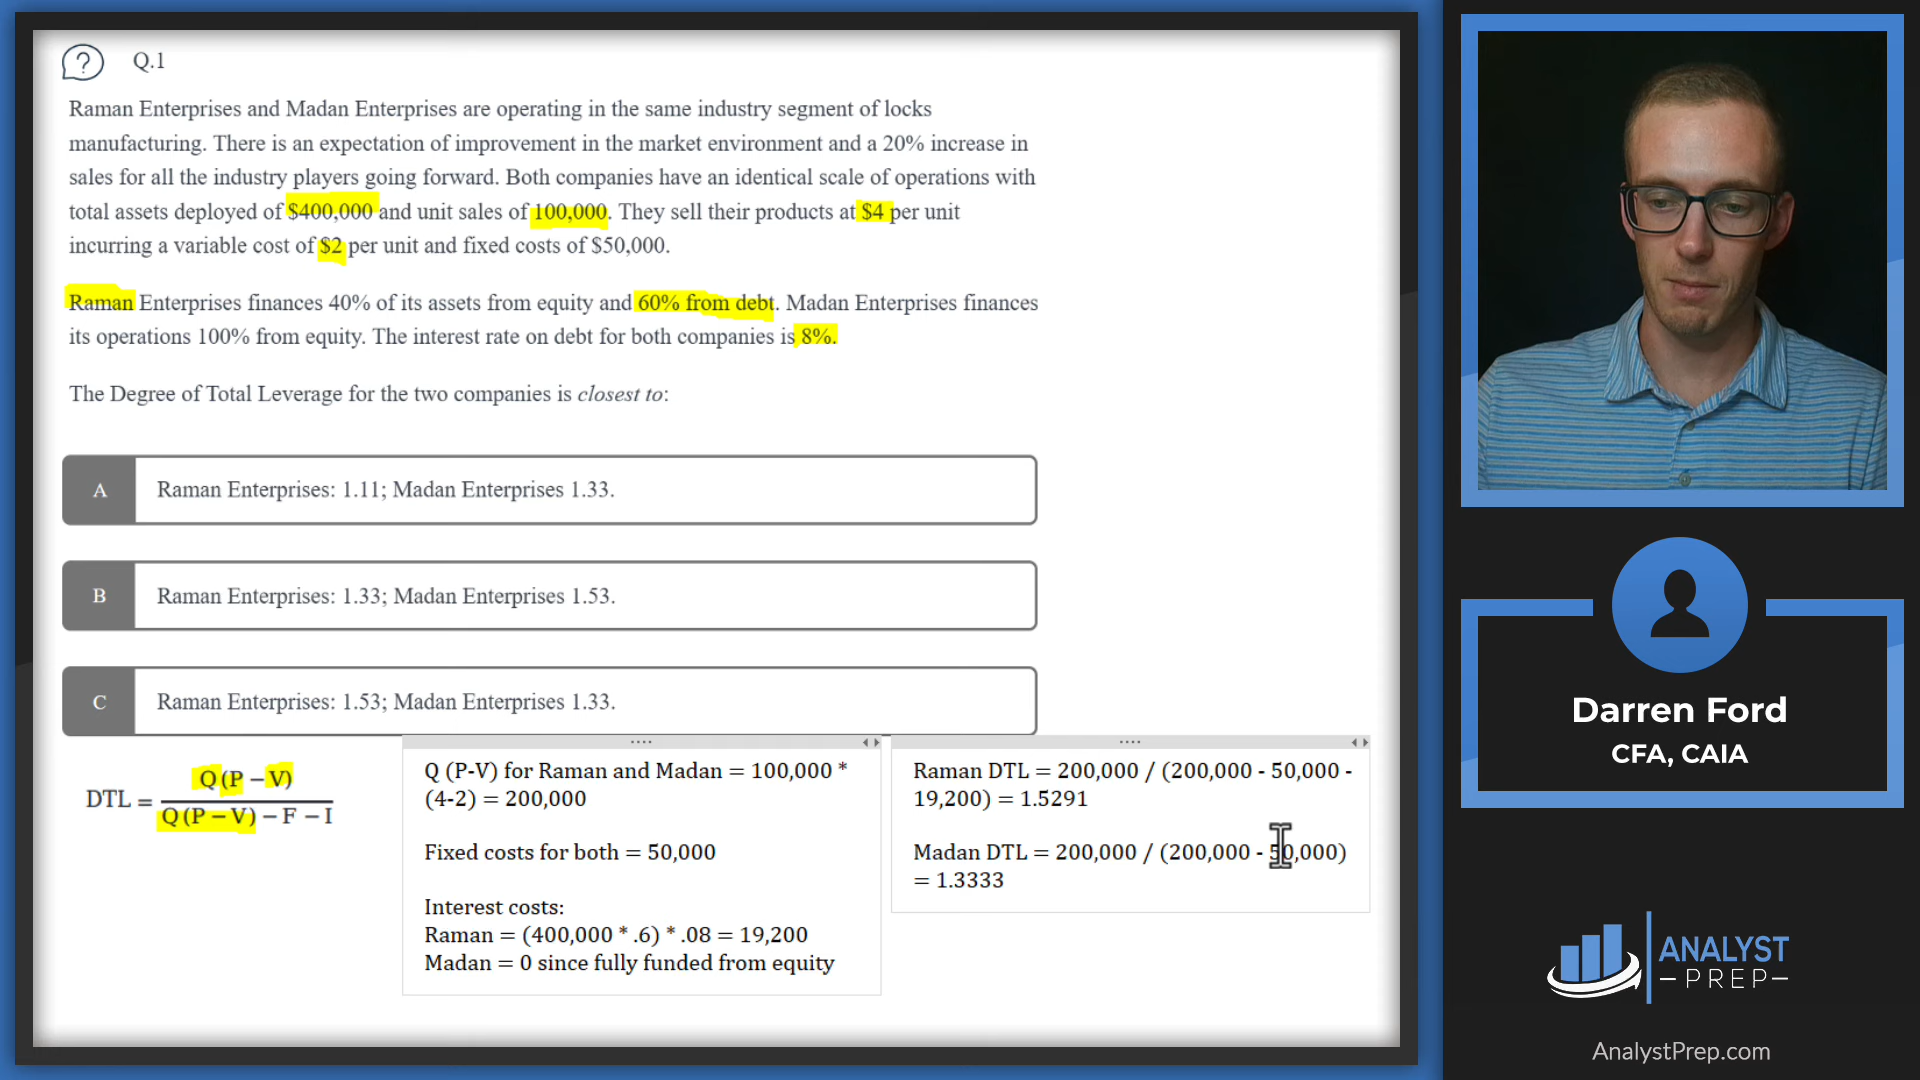 Q.1
Raman Enterprises and Madan Enterprises are operating in the same industry segment of locks
manufacturing. There is an expectation of improvement in the market environment and a 20% increase in
sales for all the industry players going forward. Both companies have an identical scale of operations with
total assets deployed of $400,000 and unit sales of 100,000. They sell their products at $4 per unit
incurring a variable cost of $2 per unit and fixed costs of $50,000.
Raman Enterprises finances 40% of its assets from equity and 60% from debt. Madan Enterprises finances
its operations 100% from equity. The interest rate on debt for both companies is 8%.
The Degree of Total Leverage for the two companies is closest to:
A Raman Enterprises: 1.11; Madan Enterprises 1.33.
B Raman Enterprises: 1.33; Madan Enterprises 1.53.
C Raman Enterprises: 1.53; Madan Enterprises 1.33.
Q (P – V)
DTL =
Q (P – V) – F – I
Q (P-V) for Raman and Madan = 100,000 *
(4-2) = 200,000
Fixed costs for both = 50,000
Interest costs:
Raman = (400,000 * .6) * .08 = 19,200
Madan = 0 since fully funded from equity
Raman DTL = 200,000 / (200,000 - 50,000 -
19,200) = 1.5291
Madan DTL = 200,000 / (200,000 - 50,000)
= 1.3333
Darren Ford
CFA, CAIA
ANALYST
–PREP–
AnalystPrep.com